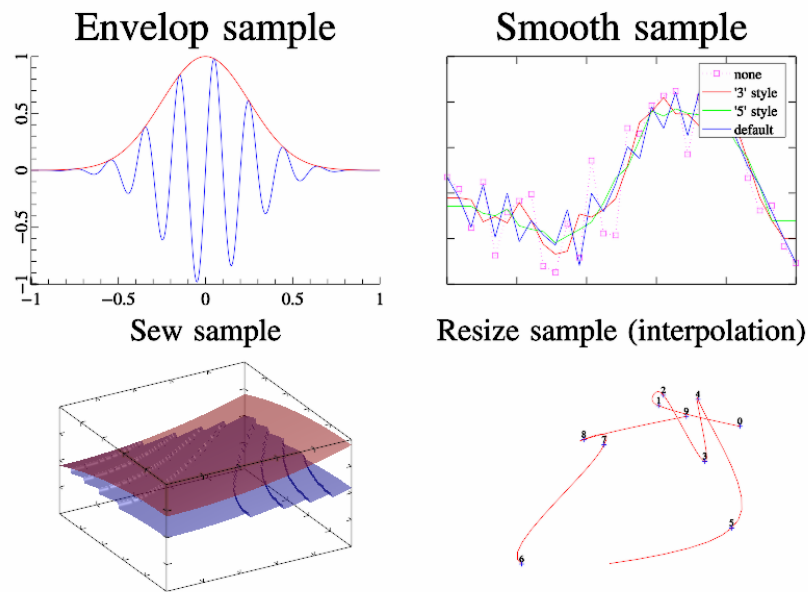 Envelop sample
Smooth sample
1
0.5
0
−0.5
−1
−1
−0.5
0
0.5
1
none
'3' style
'5' style
default
Sew sample
Resize sample (interpolation)
2
4
1
9
0
8
7
3
5
6